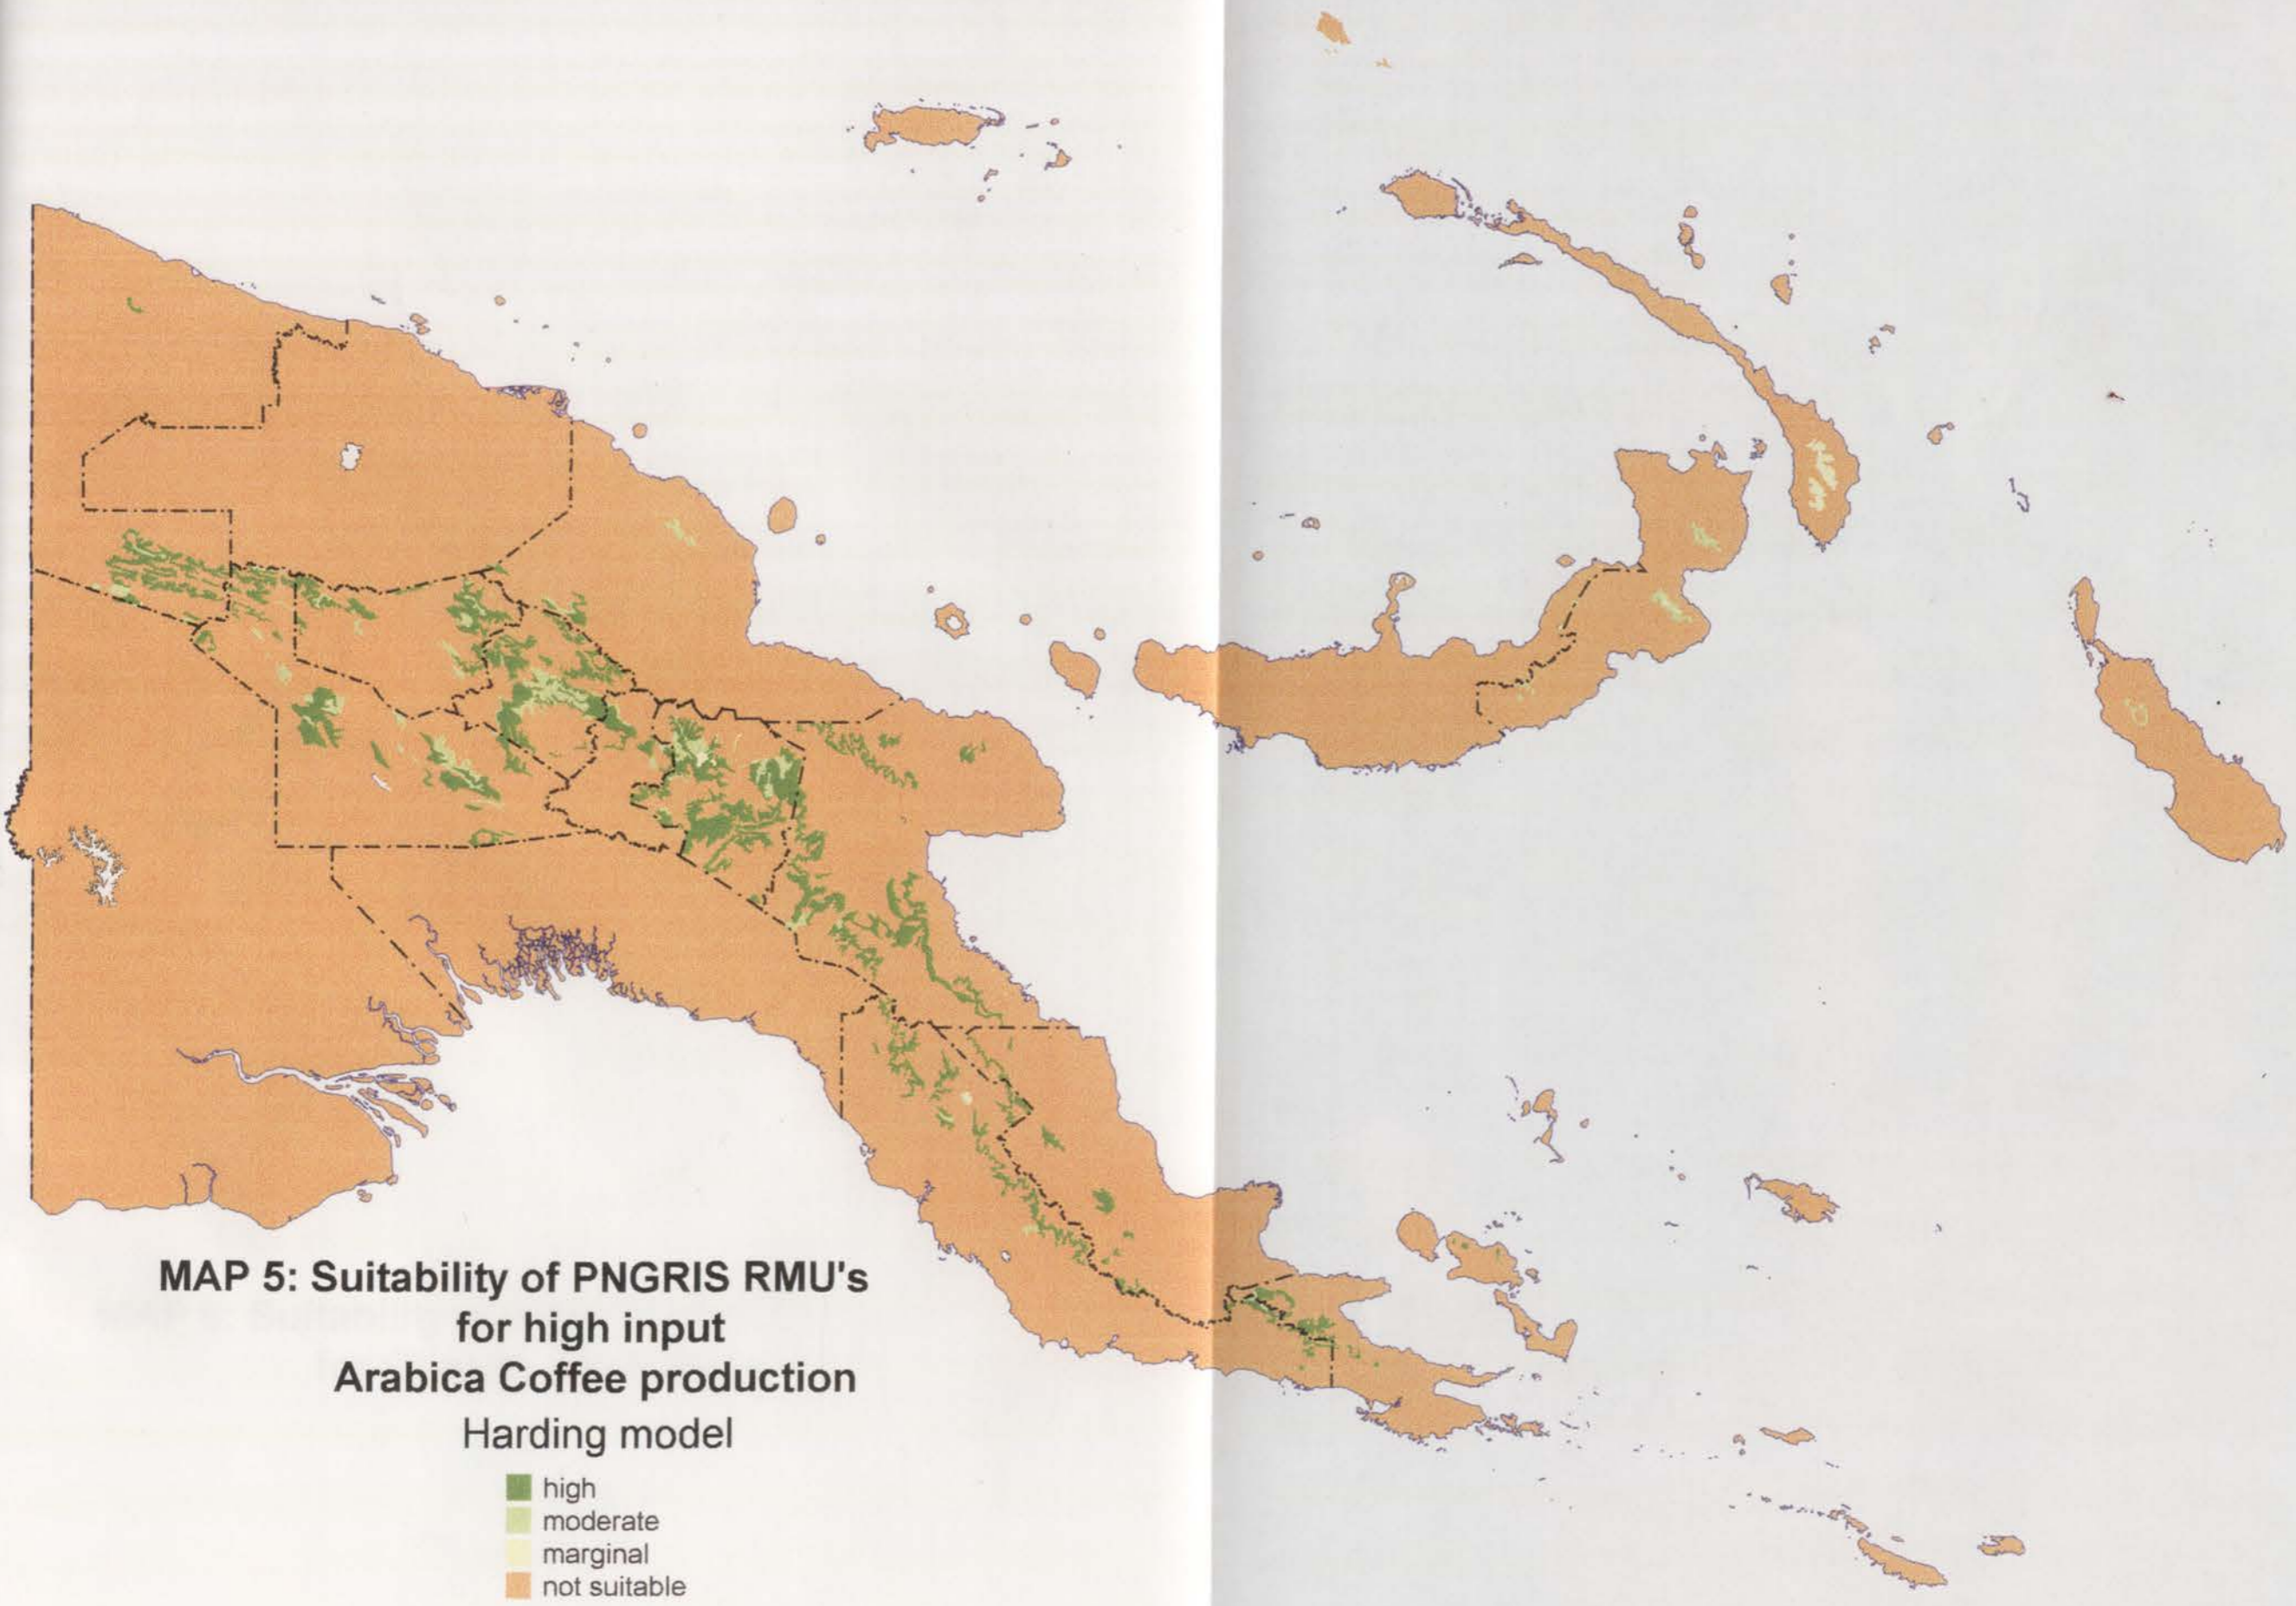 MAP 5: Suitability of PNGRIS RMU's
for high input
Arabica Coffee production
Harding model
high
moderate
marginal
not suitable